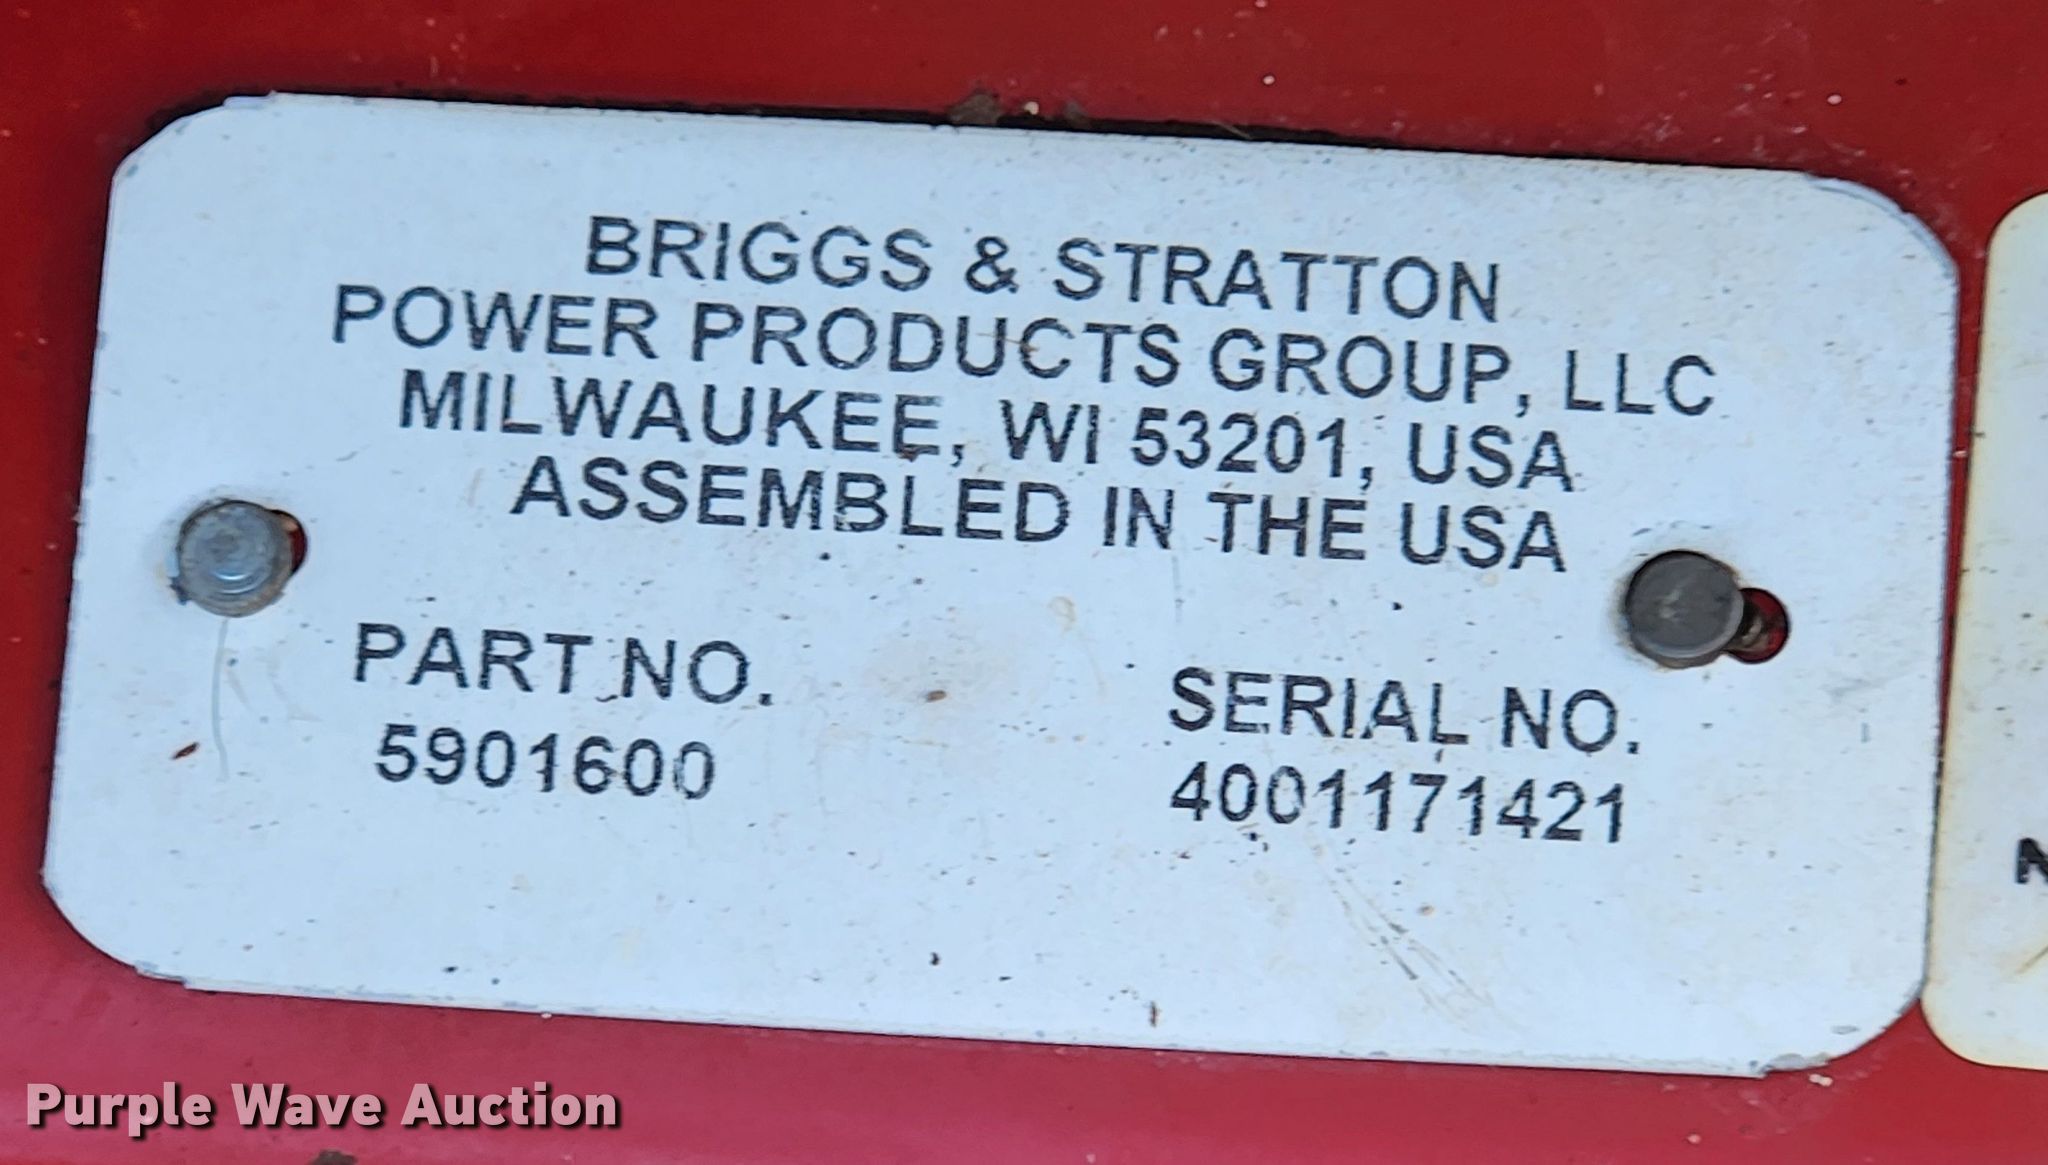 BRIGGS & STRATTON
POWER PRODUCTS GROUP, LLC
MILWAUKEE, WI 53201, USA
ASSEMBLED IN THE USA
PART NO.
5901600
SERIAL NO.
4001171421
Purple Wave Auction